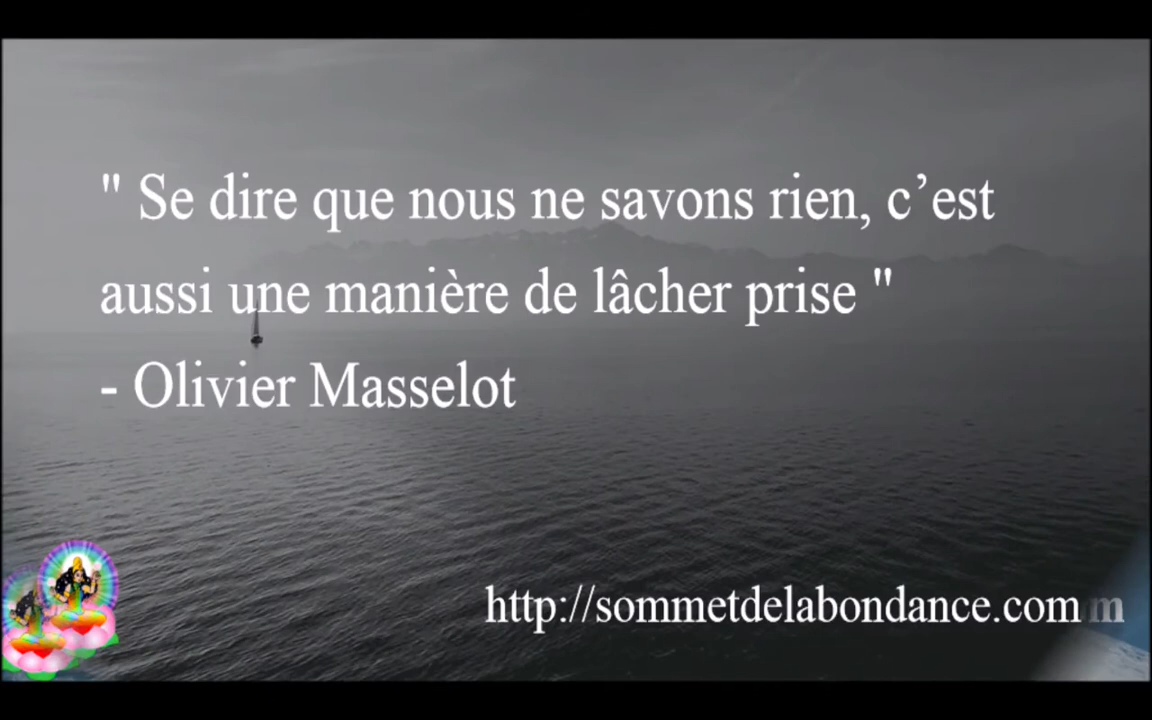 " Se dire que nous ne savons rien, c’est
aussi une manière de lâcher prise "
- Olivier Masselot
http://sommetdelabondance.com m